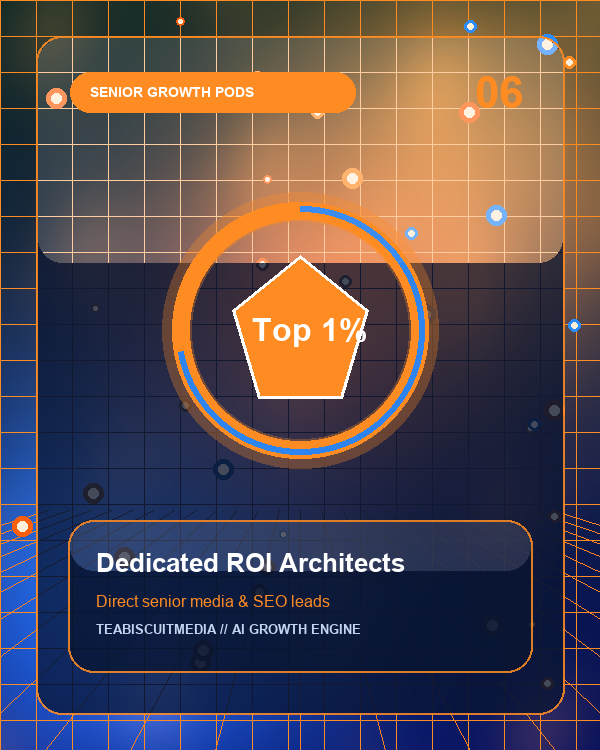 SENIOR GROWTH PODS
06
Top 1%
Dedicated ROI Architects
Direct senior media & SEO leads
TEABISCUITMEDIA // AI GROWTH ENGINE